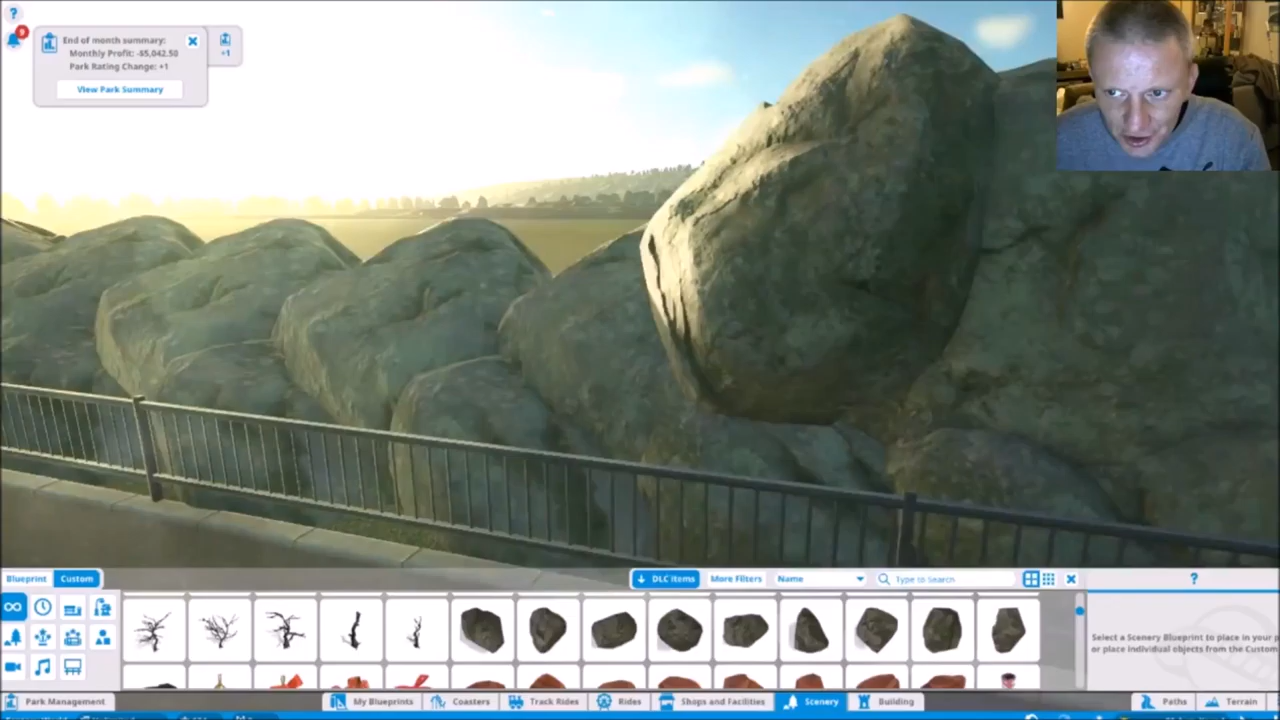 ?
9
End of month summary:
Monthly Profit: -$5,042.50
Park Rating Change: +1
+1
View Park Summary
Blueprint
Custom
DLC Items
More Filters
Name
Type to Search
?
Select a Scenery Blueprint to place in your p
or place individual objects from the Custom
Park Management
My Blueprints
Coasters
Track Rides
Rides
Shops and Facilities
Scenery
Building
Paths
Terrain